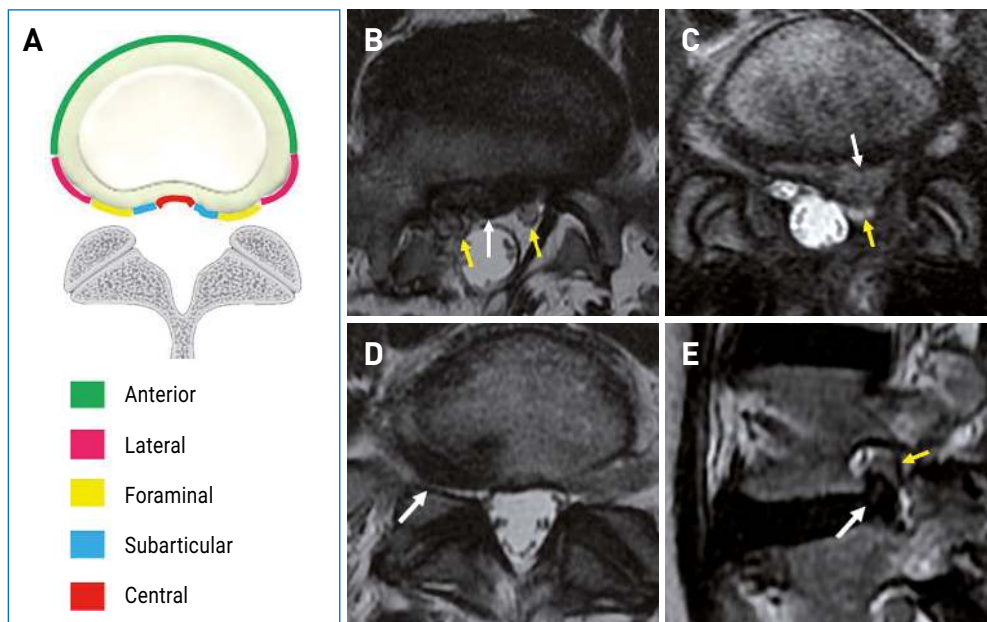 A
B
C
D
E
Anterior
Lateral
Foraminal
Subarticular
Central